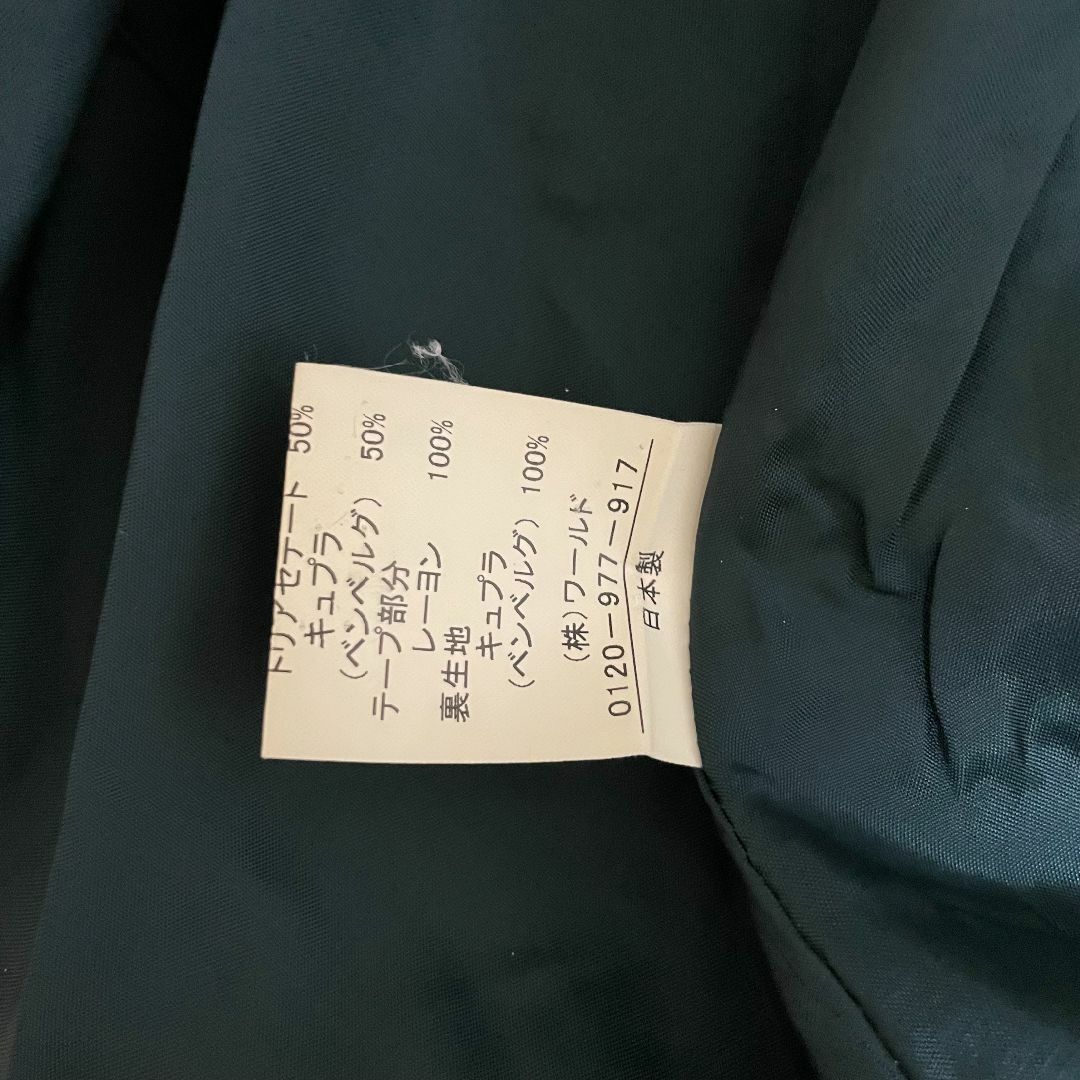 トリアセテート 50%
キュプラ
(ベンベルグ) 50%
テープ部分
レーヨン 100%
裏生地
キュプラ
(ベンベルグ) 100%
(株)ワールド
0120-977-917
日本製